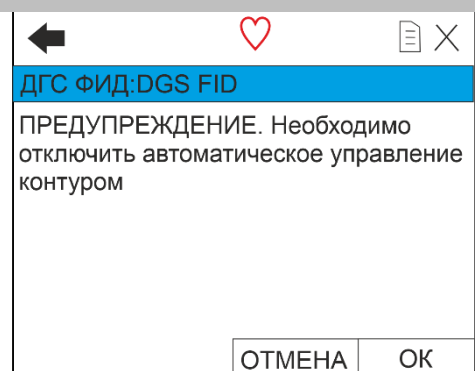 ДГС ФИД:DGS FID
ПРЕДУПРЕЖДЕНИЕ. Необходимо
отключить автоматическое управление
контуром
ОТМЕНА
ОК